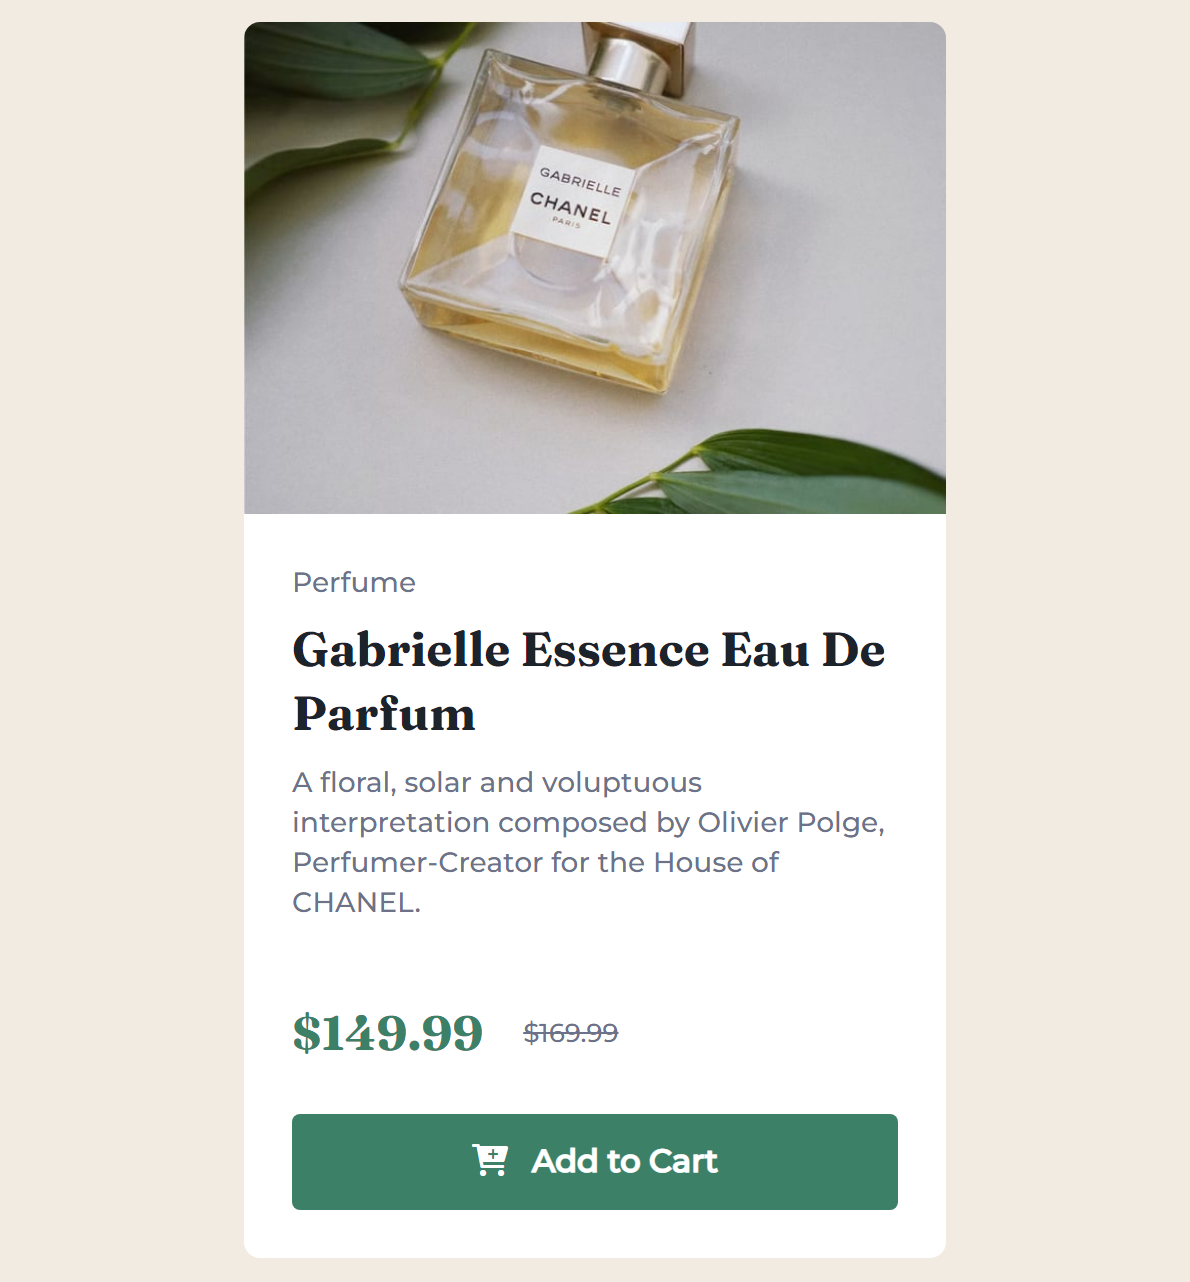 GABRIELLE
CHANEL
PARIS
Perfume
Gabrielle Essence Eau De
Parfum
A floral, solar and voluptuous
interpretation composed by Olivier Polge,
Perfumer-Creator for the House of
CHANEL.
$149.99 $169.99
Add to Cart